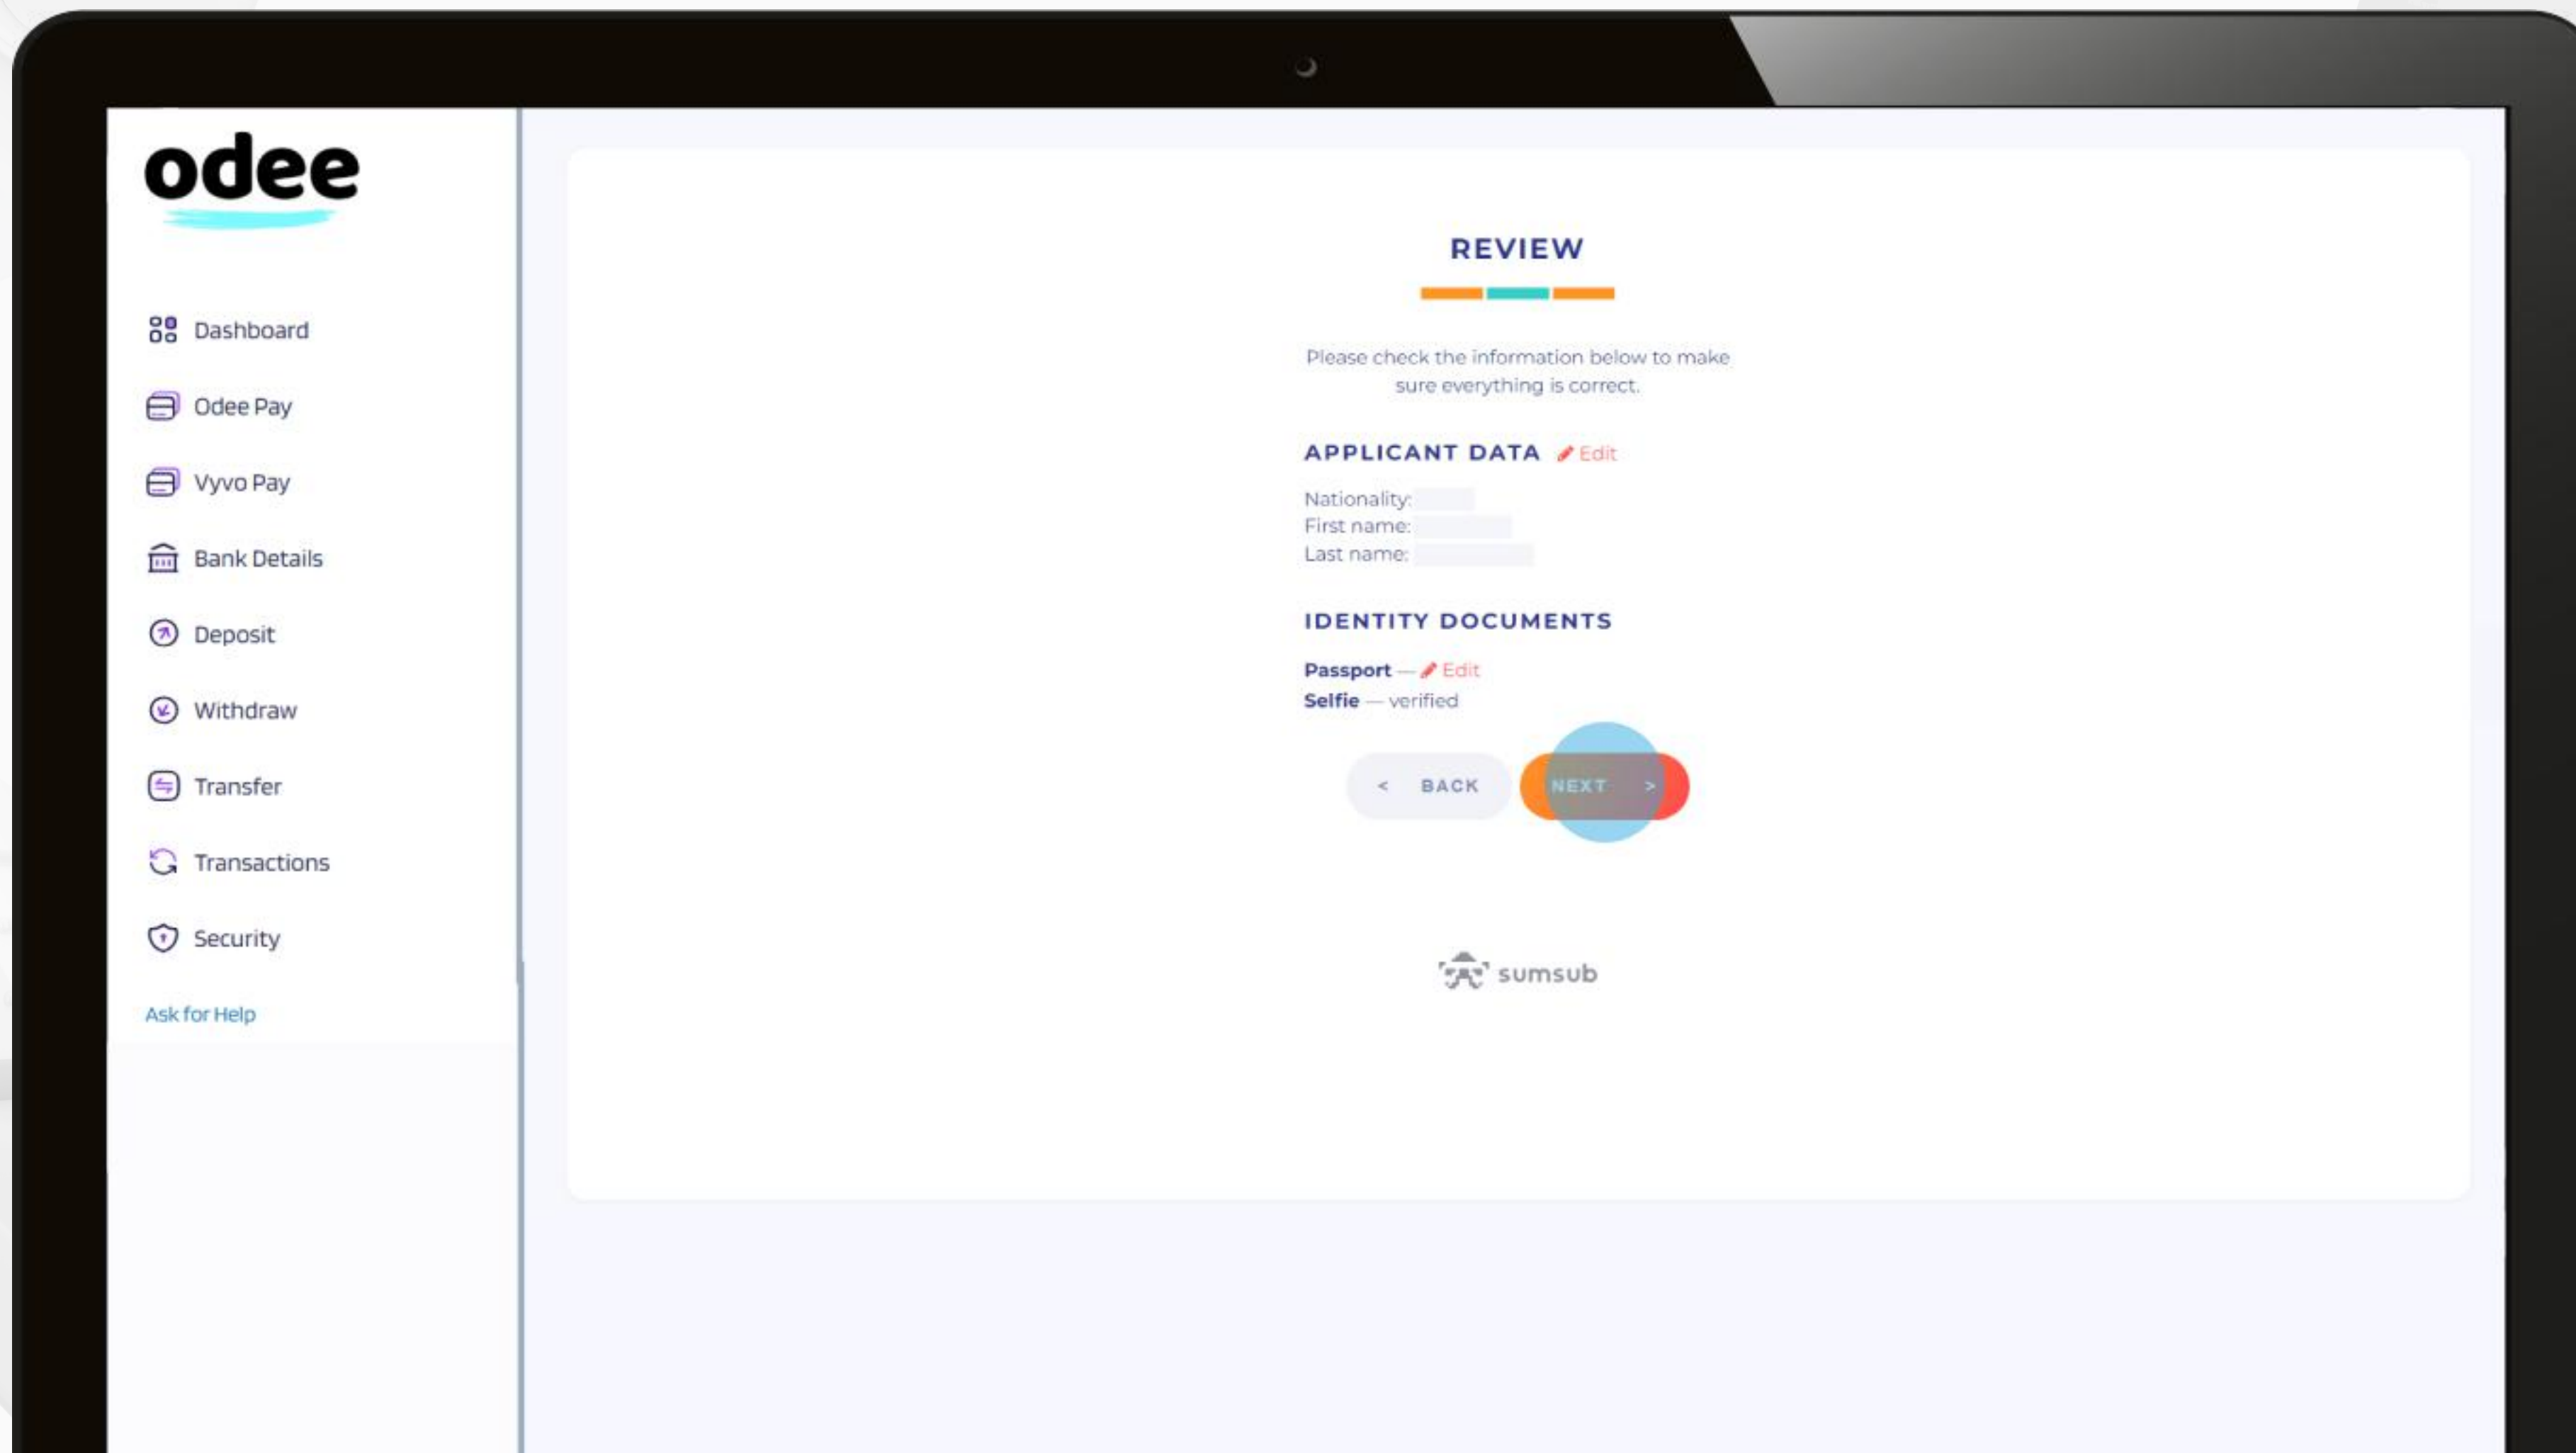 odee
Dashboard
Odee Pay
Vyvo Pay
Bank Details
Deposit
Withdraw
Transfer
Transactions
Security
Ask for Help
REVIEW
Please check the information below to make
sure everything is correct.
APPLICANT DATA Edit
Nationality:
First name:
Last name:
IDENTITY DOCUMENTS
Passport — Edit
Selfie — verified
< BACK
NEXT >
sumsub